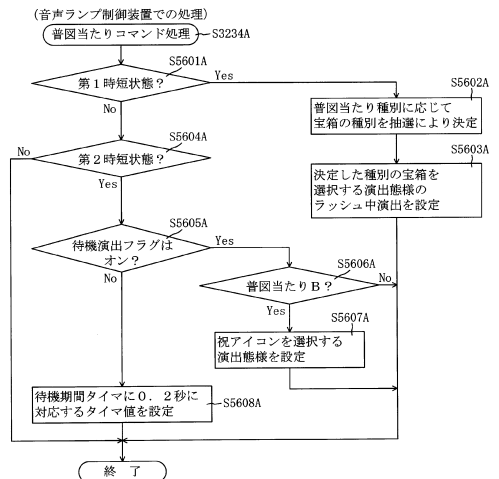 (音声ランプ制御装置での処理)
普図当たりコマンド処理
S3234A
S5601A
第1時短状態?
Yes
No
S5602A
普図当たり種別に応じて
宝箱の種別を抽選により決定
S5603A
決定した種別の宝箱を
選択する演出態様の
ラッシュ中演出を設定
S5604A
第2時短状態?
No
Yes
S5605A
待機演出フラグは
オン?
Yes
No
S5606A
普図当たりB?
No
Yes
S5607A
祝アイコンを選択する
演出態様を設定
待機期間タイマに0.2秒に
対応するタイマ値を設定
S5608A
終 了